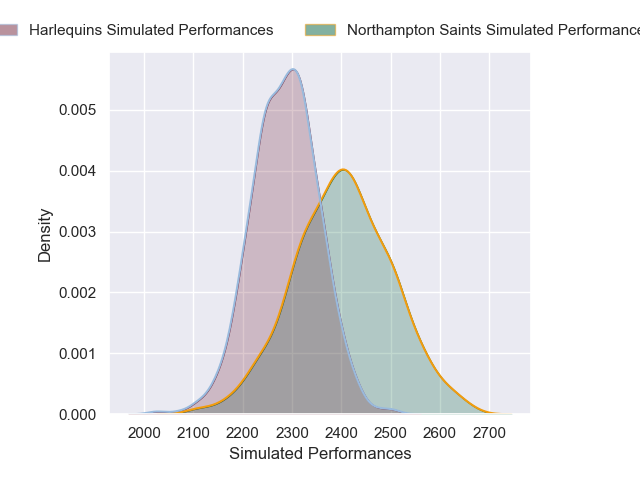 Harlequins Simulated Performances Northampton Saints Simulated Performance
0.005
0.004
0.003
0.002
0.001
0.000
Density
2000 2100 2200 2300 2400 2500 2600 2700
Simulated Performances